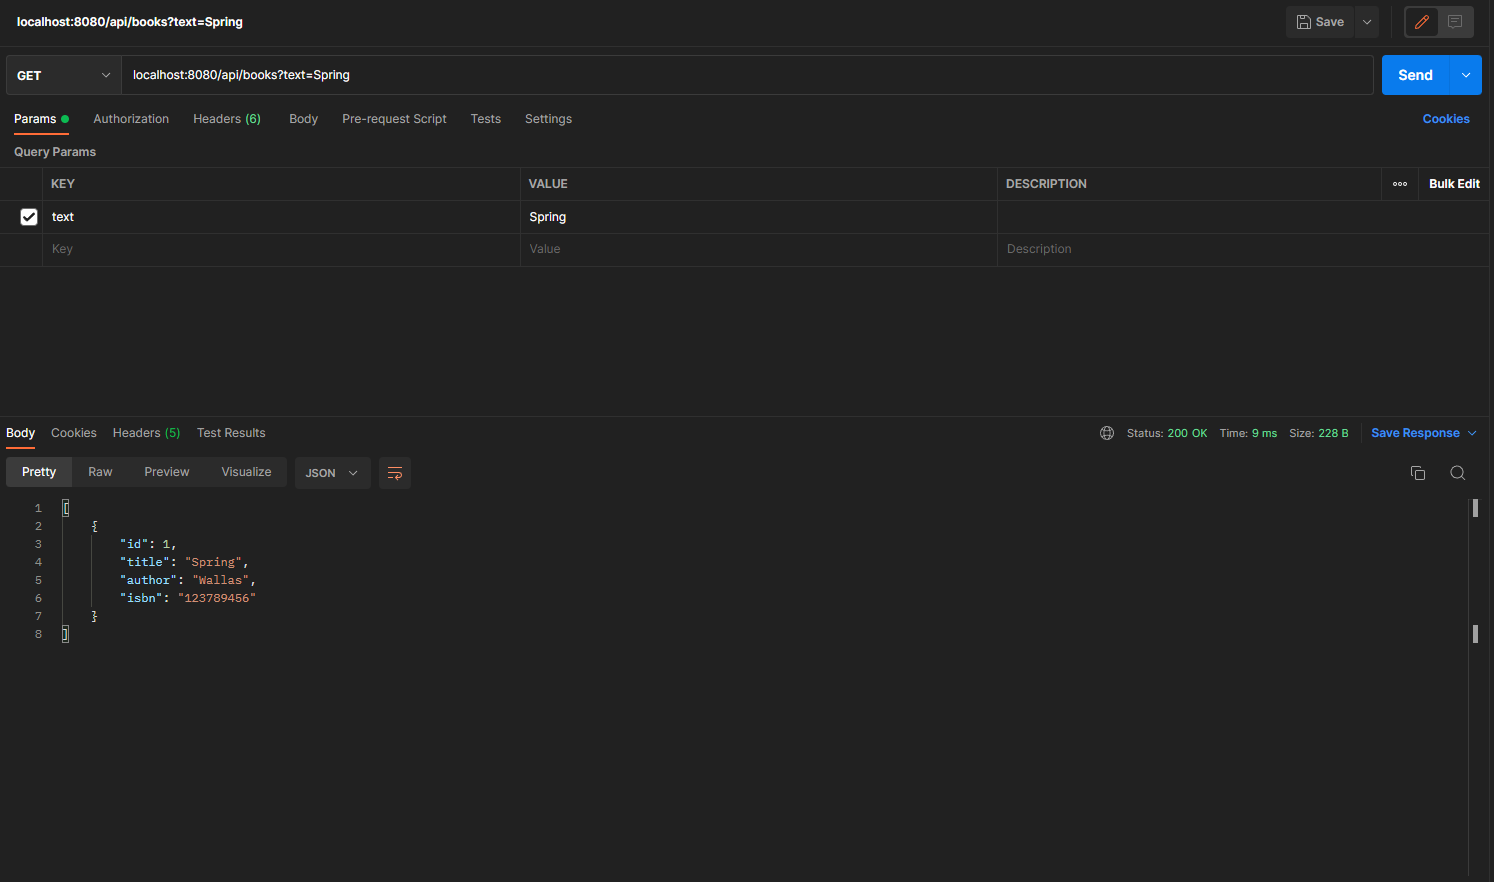 localhost:8080/api/books?text=Spring
Save
GET
localhost:8080/api/books?text=Spring
Send
Params Authorization Headers (6) Body Pre-request Script Tests Settings Cookies
Query Params
KEY VALUE DESCRIPTION Bulk Edit
text Spring
Key Value Description
Body Cookies Headers (5) Test Results Status: 200 OK Time: 9 ms Size: 228 B Save Response
Pretty Raw Preview Visualize JSON
1 [
2 {
3 "id": 1,
4 "title": "Spring",
5 "author": "Wallas",
6 "isbn": "123789456"
7 }
8 ]